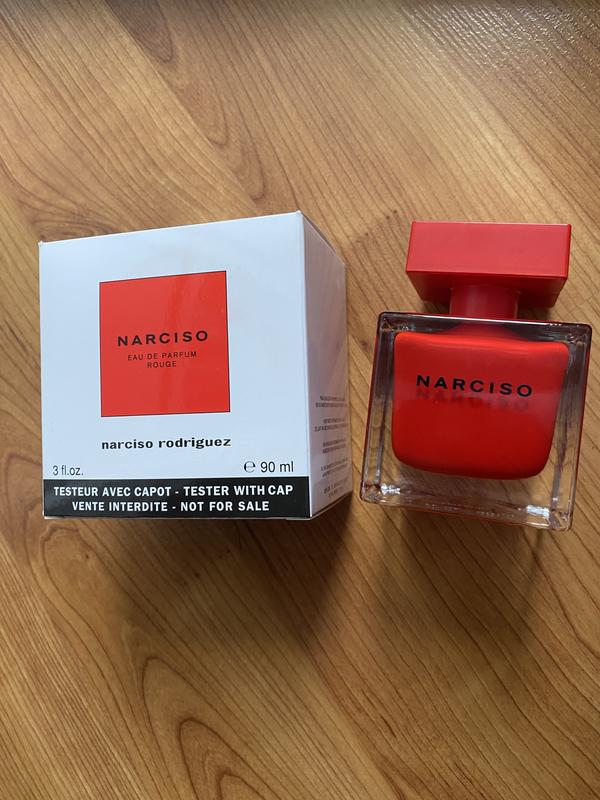 NARCISO
EAU DE PARFUM
ROUGE
narciso rodriguez
3 fl.oz.
℮ 90 ml
TESTEUR AVEC CAPOT - TESTER WITH CAP
VENTE INTERDITE - NOT FOR SALE
NARCISO